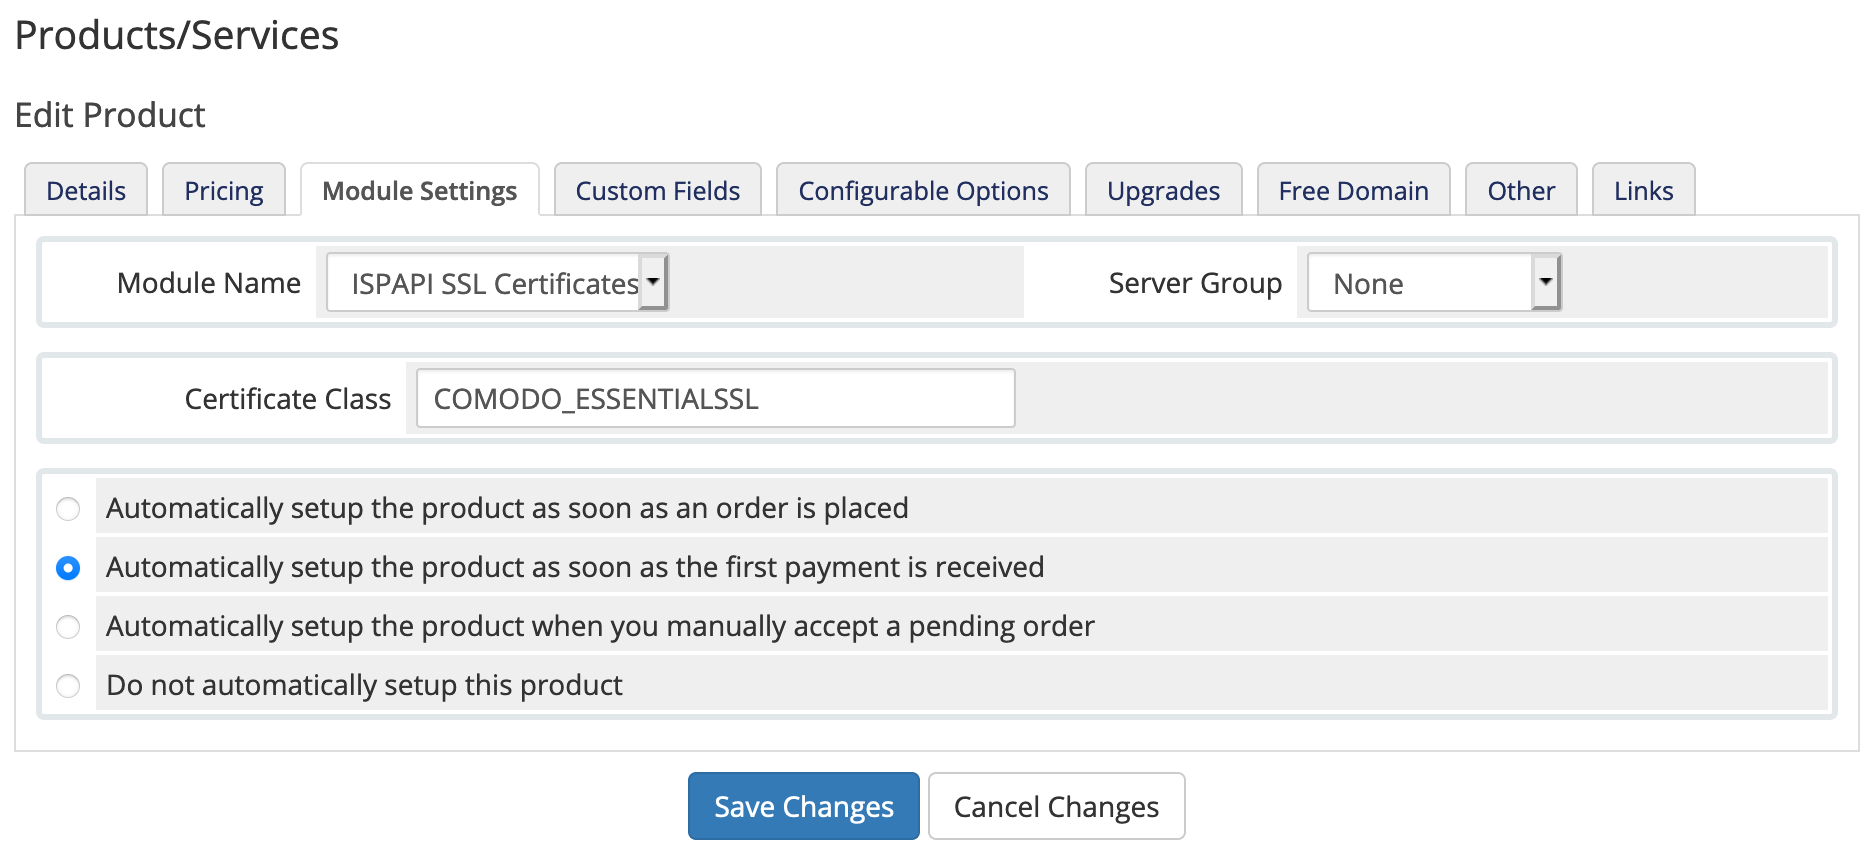 Products/Services
Edit Product
Details Pricing Module Settings Custom Fields Configurable Options Upgrades Free Domain Other Links
Module Name ISPAPI SSL Certificates Server Group None
Certificate Class COMODO_ESSENTIALSSL
Automatically setup the product as soon as an order is placed
Automatically setup the product as soon as the first payment is received
Automatically setup the product when you manually accept a pending order
Do not automatically setup this product
Save Changes Cancel Changes